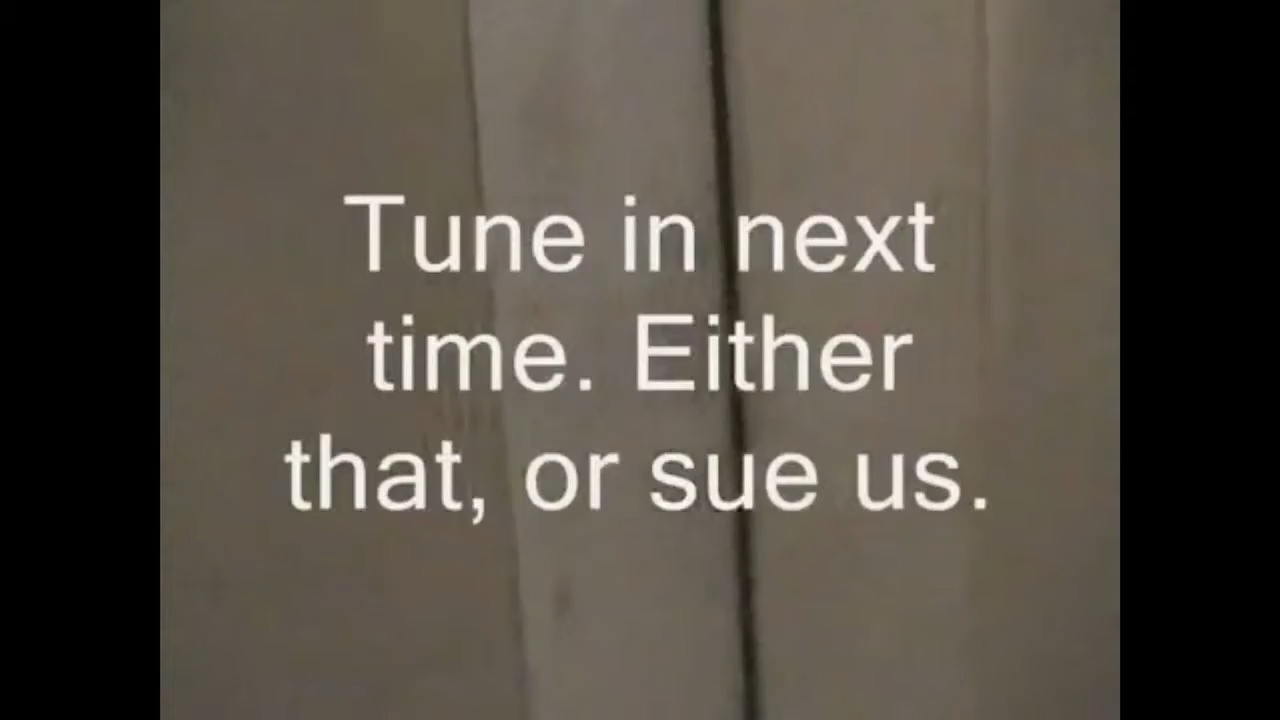 Tune in next
time. Either
that, or sue us.